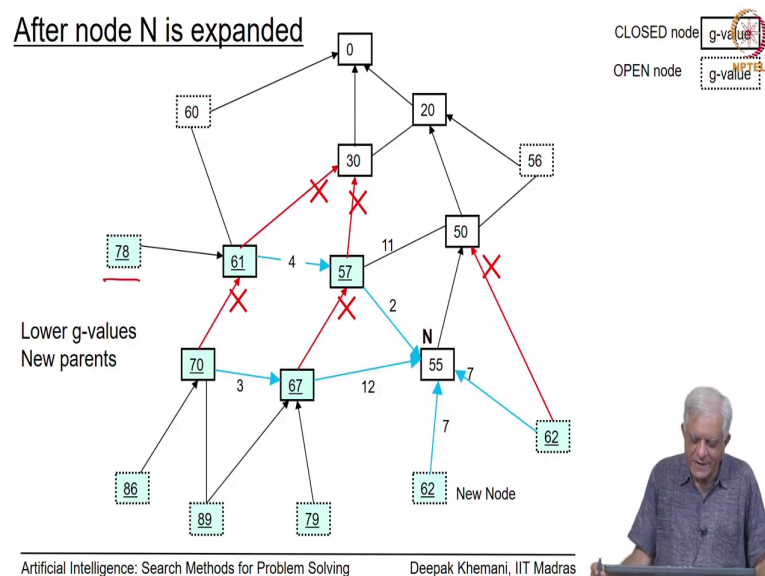 After node N is expanded
CLOSED node
g-value
NPTEL
OPEN node
g-value
0
60
20
30
56
50
11
78
61
4
57
2
Lower g-values
New parents
N
70
3
67
12
55
7
7
62
86
89
79
62
New Node
Artificial Intelligence: Search Methods for Problem Solving
Deepak Khemani, IIT Madras